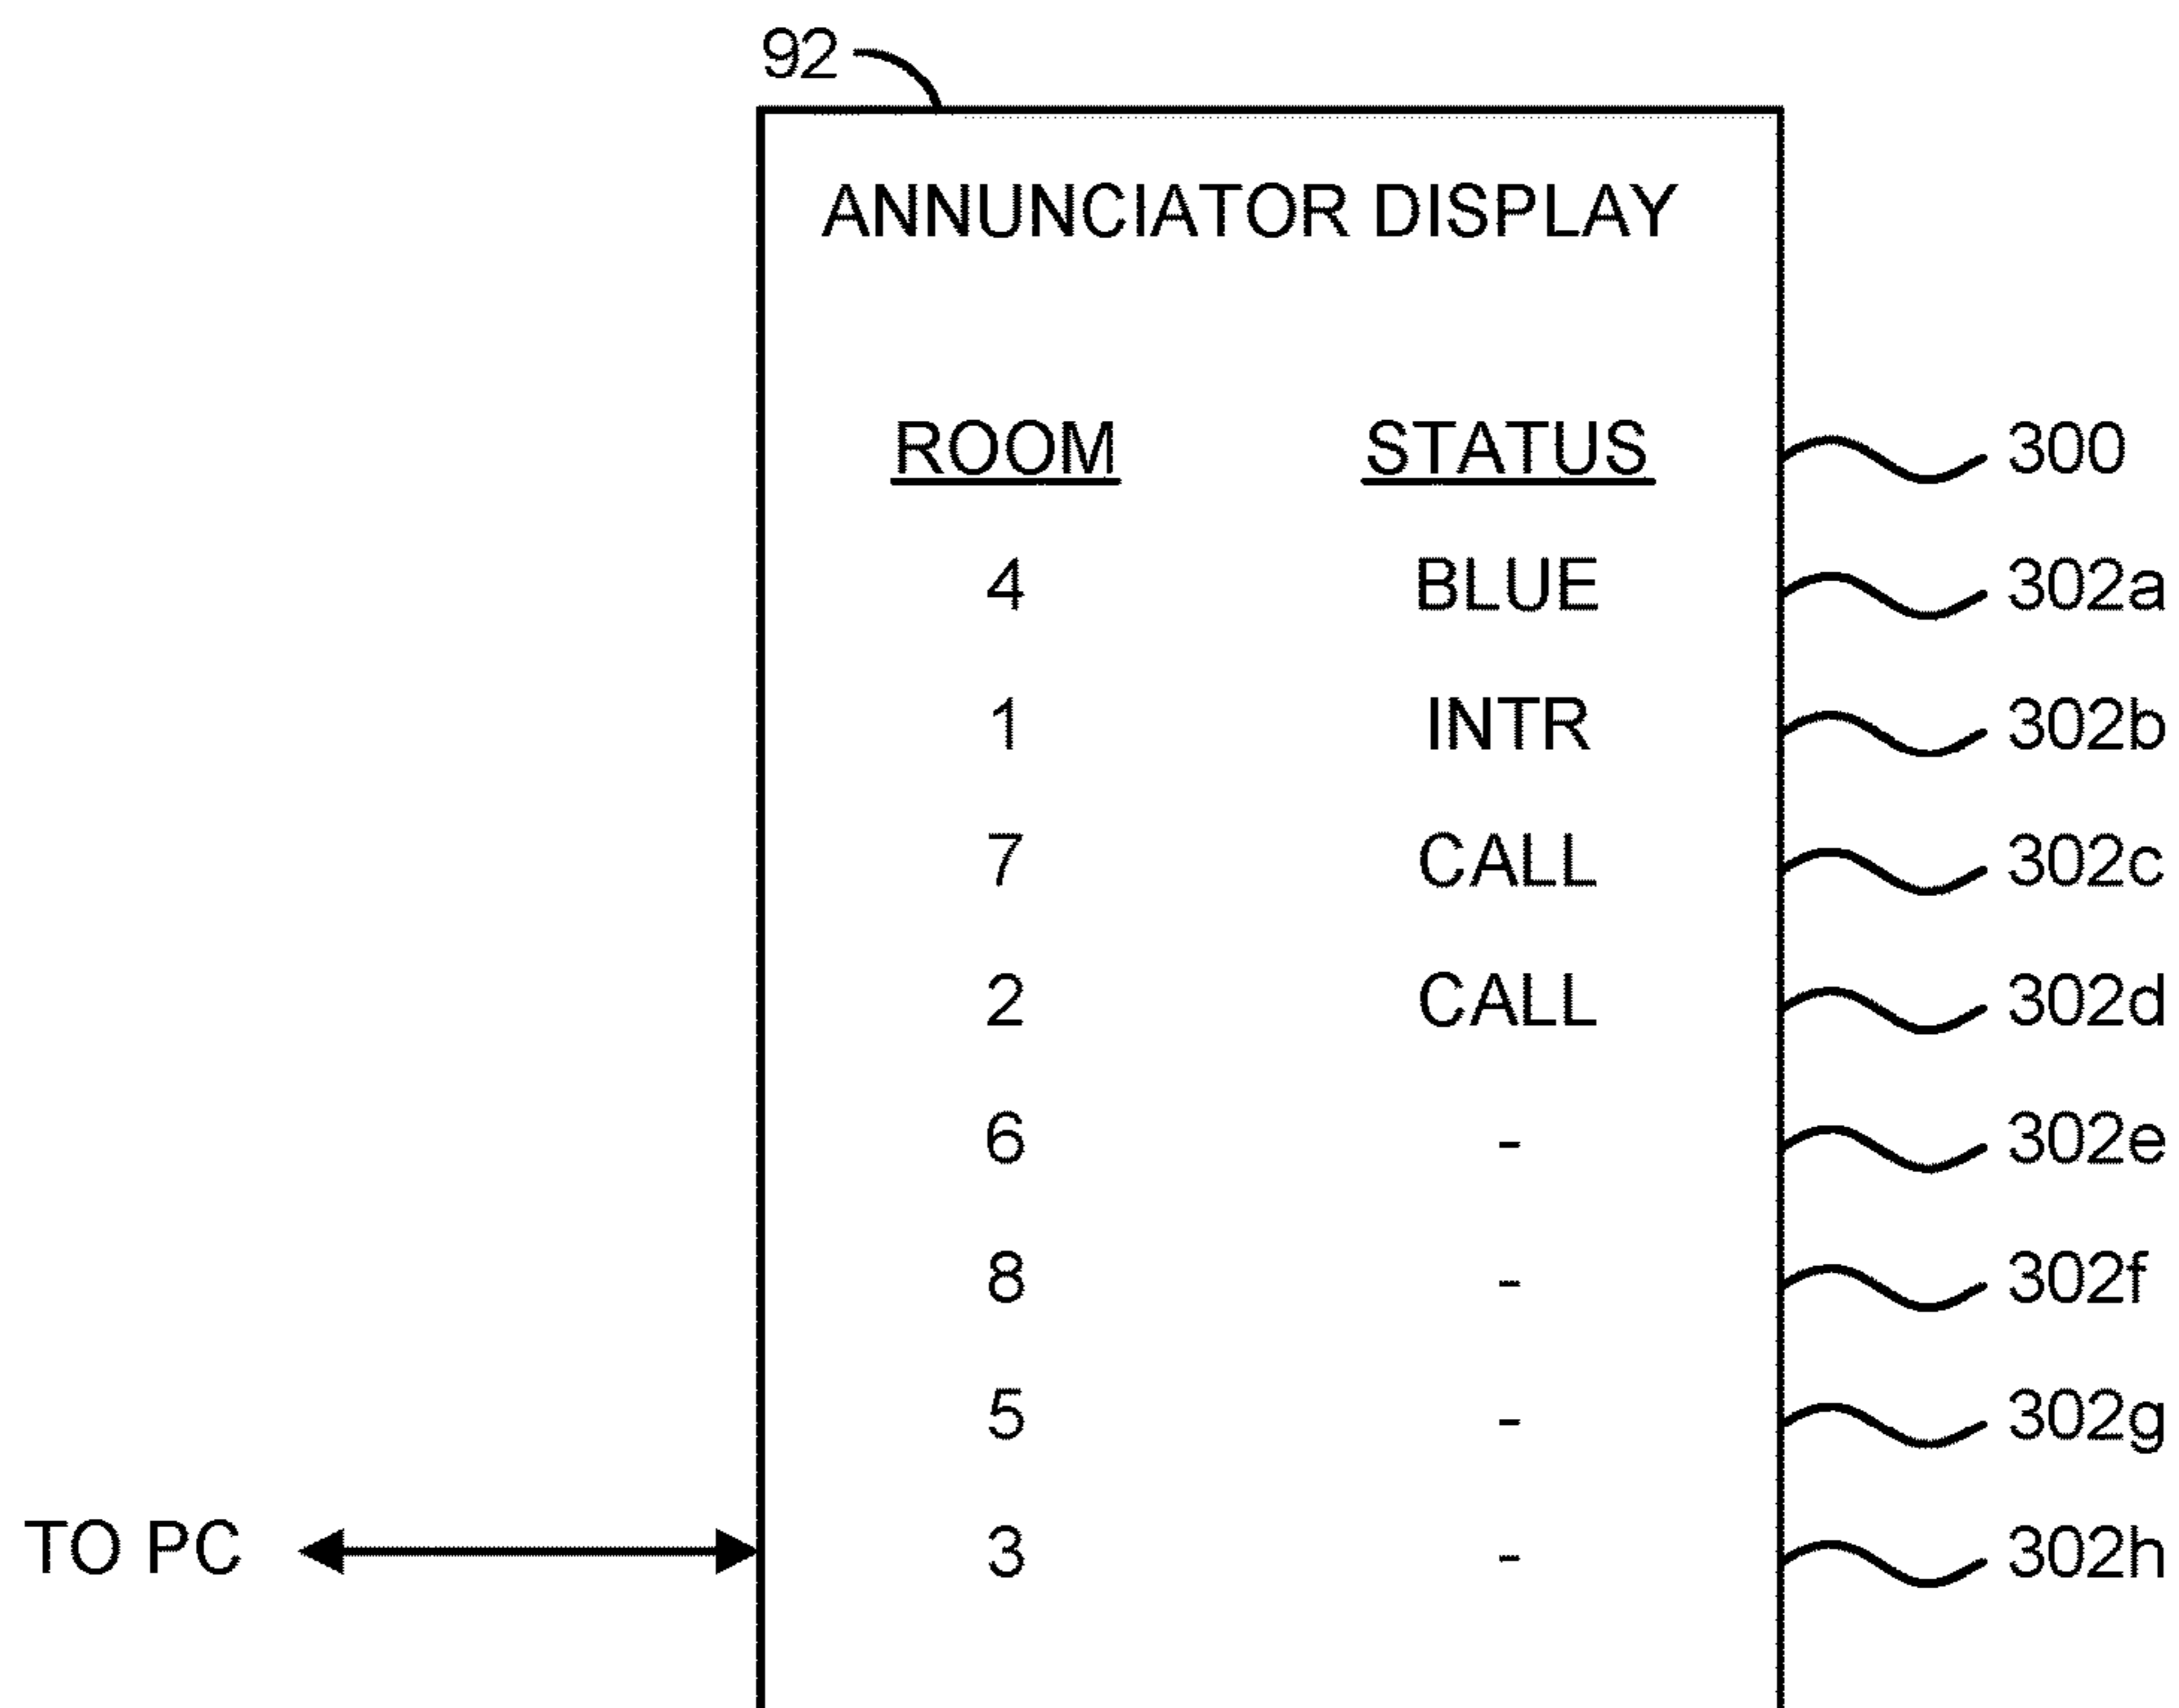 92
ANNUNCIATOR DISPLAY
ROOM STATUS 300
4 BLUE 302a
1 INTR 302b
7 CALL 302c
2 CALL 302d
6 - 302e
8 - 302f
5 - 302g
TO PC 3 - 302h